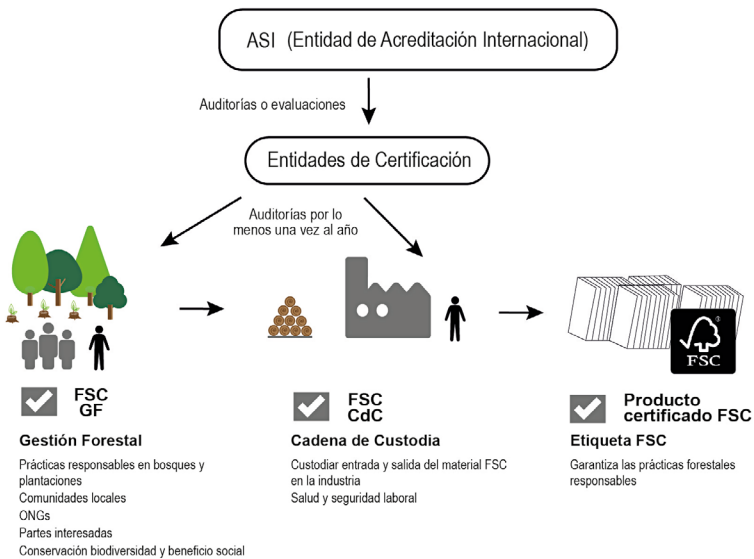 ASI (Entidad de Acreditación Internacional)
Auditorías o evaluaciones
Entidades de Certificación
Auditorías por lo
menos una vez al año
FSC
FSC
GF
Gestión Forestal
Prácticas responsables en bosques y
plantaciones
Comunidades locales
ONGs
Partes interesadas
Conservación biodiversidad y beneficio social
FSC
CdC
Cadena de Custodia
Custodiar entrada y salida del material FSC
en la industria
Salud y seguridad laboral
Producto
certificado FSC
Etiqueta FSC
Garantiza las prácticas forestales
responsables